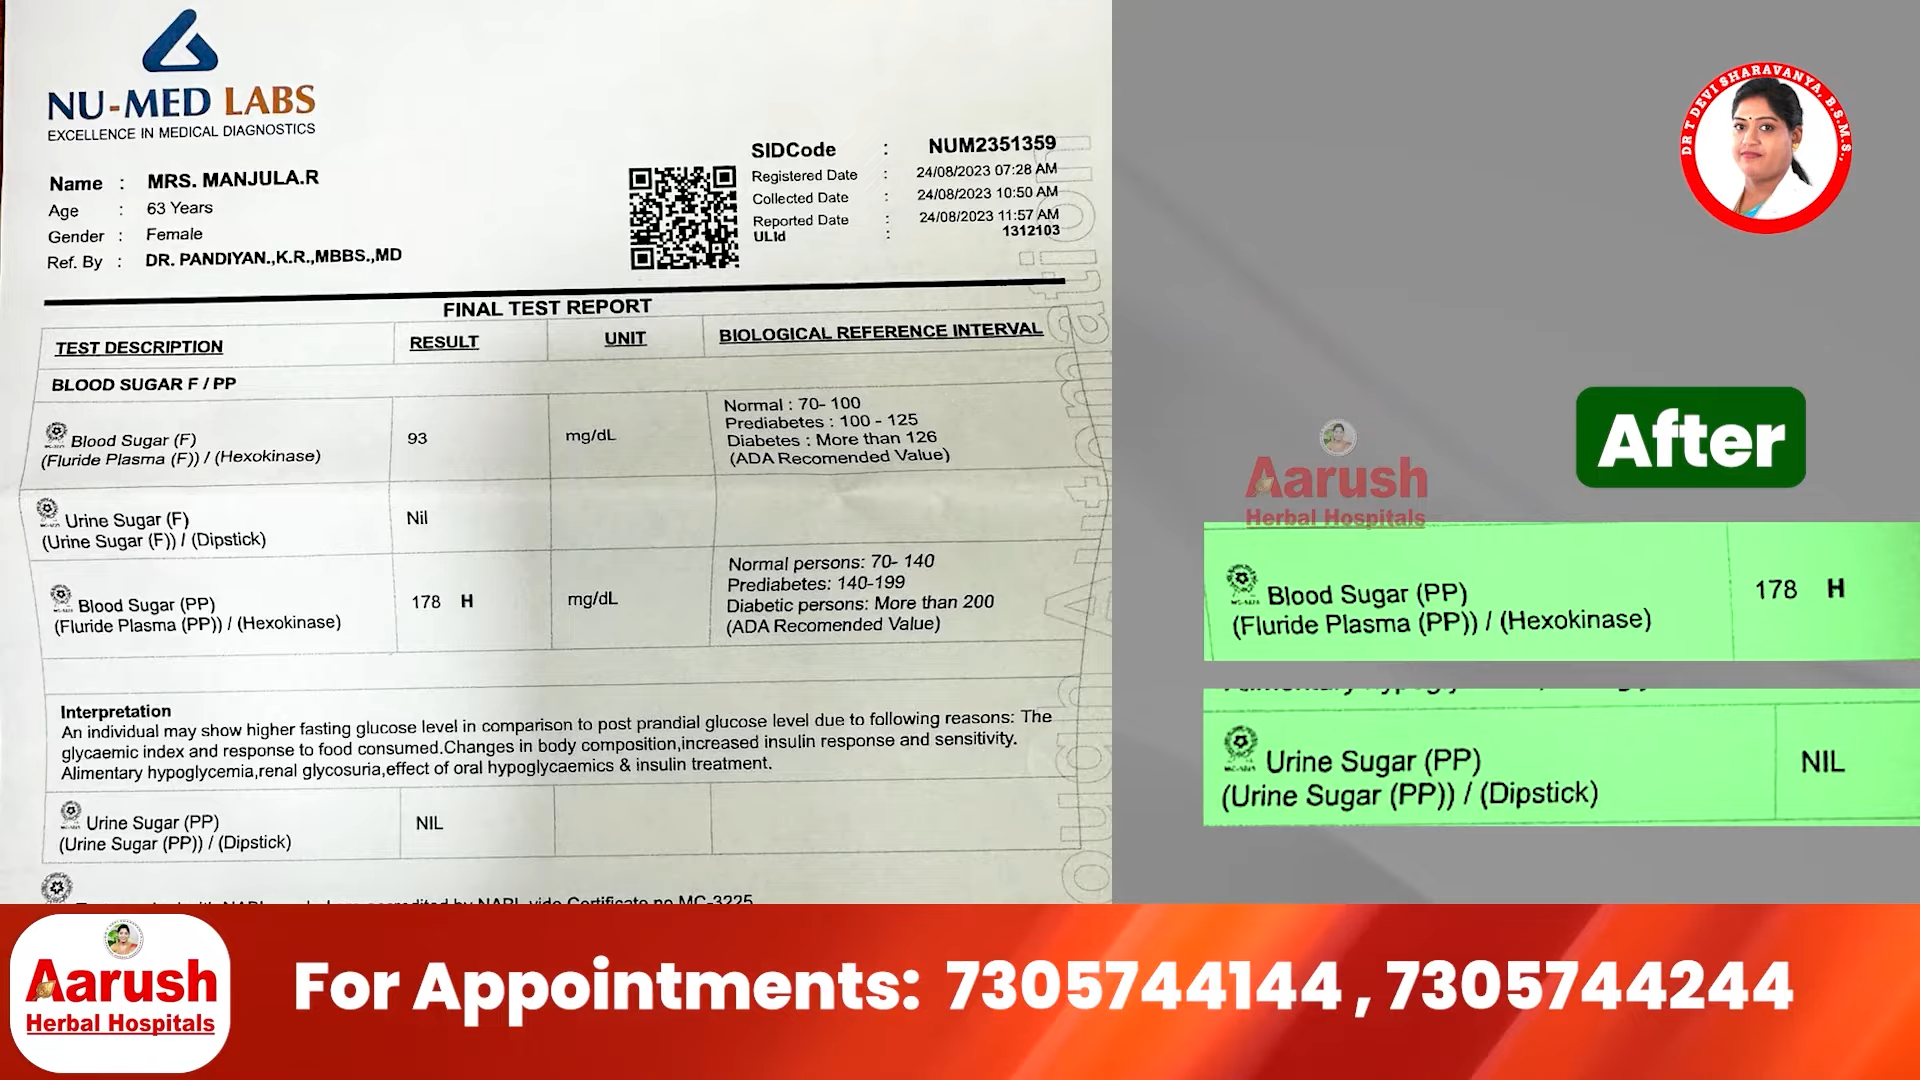 NU-MED LABS
EXCELLENCE IN MEDICAL DIAGNOSTICS
Name : MRS. MANJULA.R
Age : 63 Years
Gender : Female
Ref. By : DR. PANDIYAN.,K.R.,MBBS.,MD
SIDCode : NUM2351359
Registered Date : 24/08/2023 07:28 AM
Collected Date : 24/08/2023 10:50 AM
Reported Date : 24/08/2023 11:57 AM
ULId : 1312103
FINAL TEST REPORT
TEST DESCRIPTION RESULT UNIT BIOLOGICAL REFERENCE INTERVAL
BLOOD SUGAR F / PP
Blood Sugar (F)
(Fluride Plasma (F)) / (Hexokinase)
93
mg/dL
Normal : 70- 100
Prediabetes : 100 - 125
Diabetes : More than 126
(ADA Recomended Value)
Urine Sugar (F)
(Urine Sugar (F)) / (Dipstick)
Nil
Blood Sugar (PP)
(Fluride Plasma (PP)) / (Hexokinase)
178 H
mg/dL
Normal persons: 70- 140
Prediabetes: 140-199
Diabetic persons: More than 200
(ADA Recomended Value)
Interpretation
An individual may show higher fasting glucose level in comparison to post prandial glucose level due to following reasons: The
glycaemic index and response to food consumed.Changes in body composition,increased insulin response and sensitivity.
Alimentary hypoglycemia,renal glycosuria,effect of oral hypoglycaemics & insulin treatment.
Urine Sugar (PP)
(Urine Sugar (PP)) / (Dipstick)
NIL
NABL vide Certificate no MC-3225
DR T DEVI SHARAVANYA, B.S.M.S.,
After
Aarush
Herbal Hospitals
Blood Sugar (PP)
(Fluride Plasma (PP)) / (Hexokinase)
178 H
Urine Sugar (PP)
(Urine Sugar (PP)) / (Dipstick)
NIL
Aarush
Herbal Hospitals
For Appointments: 7305744144 , 7305744244